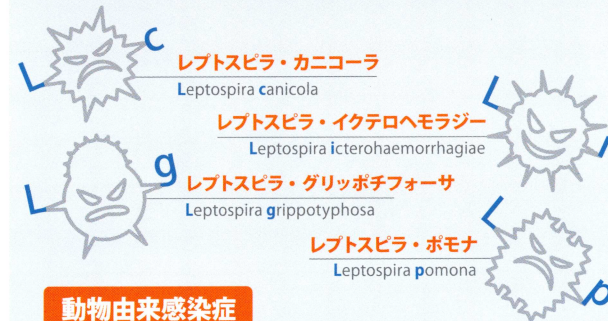 L c
レプトスピラ・カニコーラ
Leptospira canicola
L i
レプトスピラ・イクテロヘモラジー
Leptospira icterohaemorrhagiae
L g
レプトスピラ・グリッポチフォーサ
Leptospira grippotyphosa
L p
レプトスピラ・ポモナ
Leptospira pomona
動物由来感染症